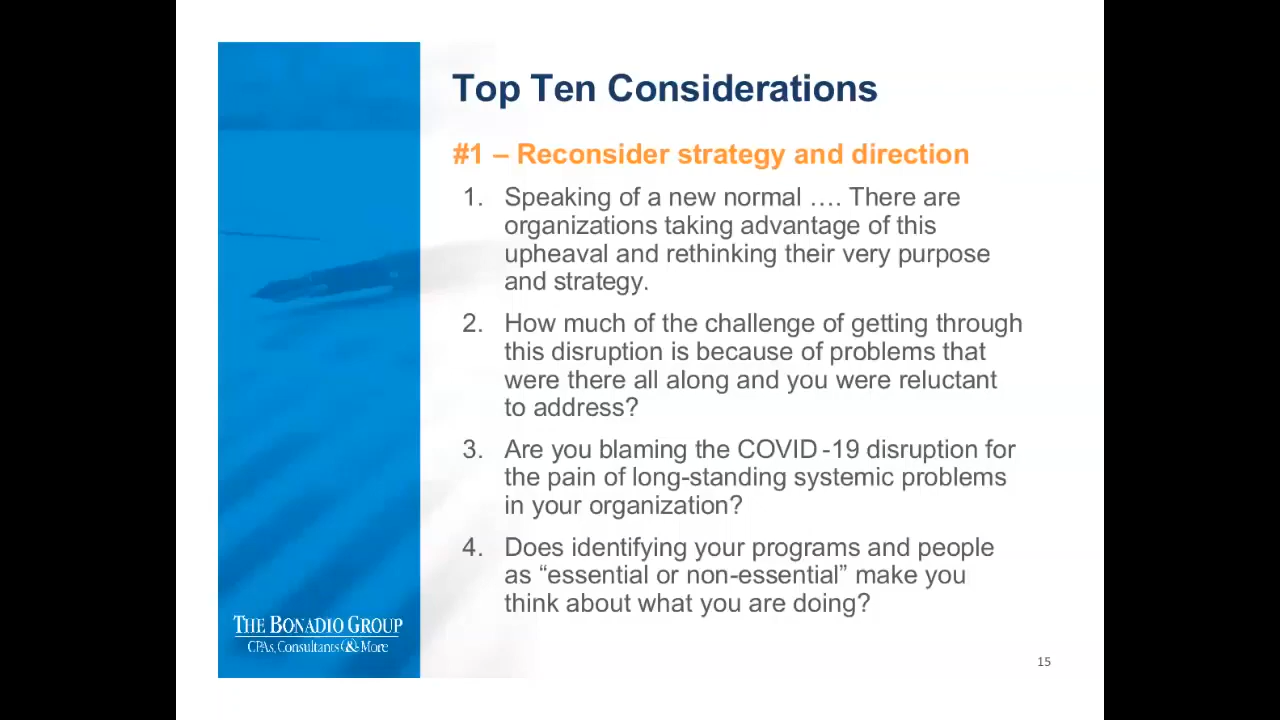 Top Ten Considerations
#1 – Reconsider strategy and direction
1. Speaking of a new normal …. There are
organizations taking advantage of this
upheaval and rethinking their very purpose
and strategy.
2. How much of the challenge of getting through
this disruption is because of problems that
were there all along and you were reluctant
to address?
3. Are you blaming the COVID -19 disruption for
the pain of long-standing systemic problems
in your organization?
4. Does identifying your programs and people
as “essential or non-essential” make you
think about what you are doing?
THE BONADIO GROUP
CPAs, Consultants & More
15